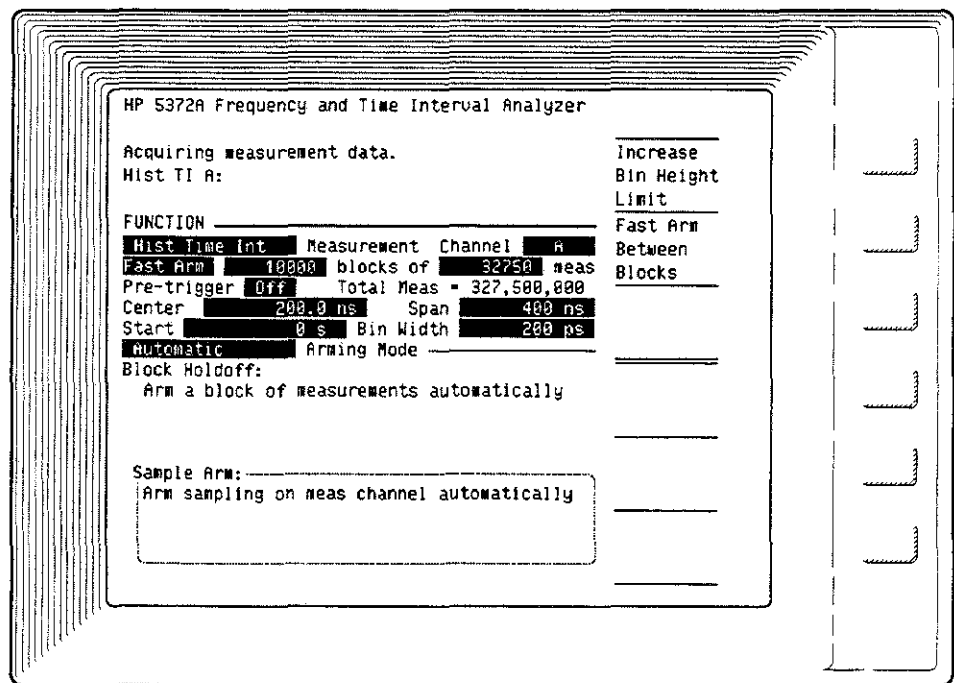 HP 5372A Frequency and Time Interval Analyzer
Acquiring measurement data.
Hist TI A:
FUNCTION
Hist Time Int Measurement Channel A
Fast Arm 10000 blocks of 32750 meas
Pre-trigger Off Total Meas = 327,500,000
Center 200.0 ns Span 400 ns
Start 0 s Bin Width 200 ps
Automatic Arming Mode
Block Holdoff:
Arm a block of measurements automatically
Sample Arm:
Arm sampling on meas channel automatically
Increase
Bin Height
Limit
Fast Arm
Between
Blocks